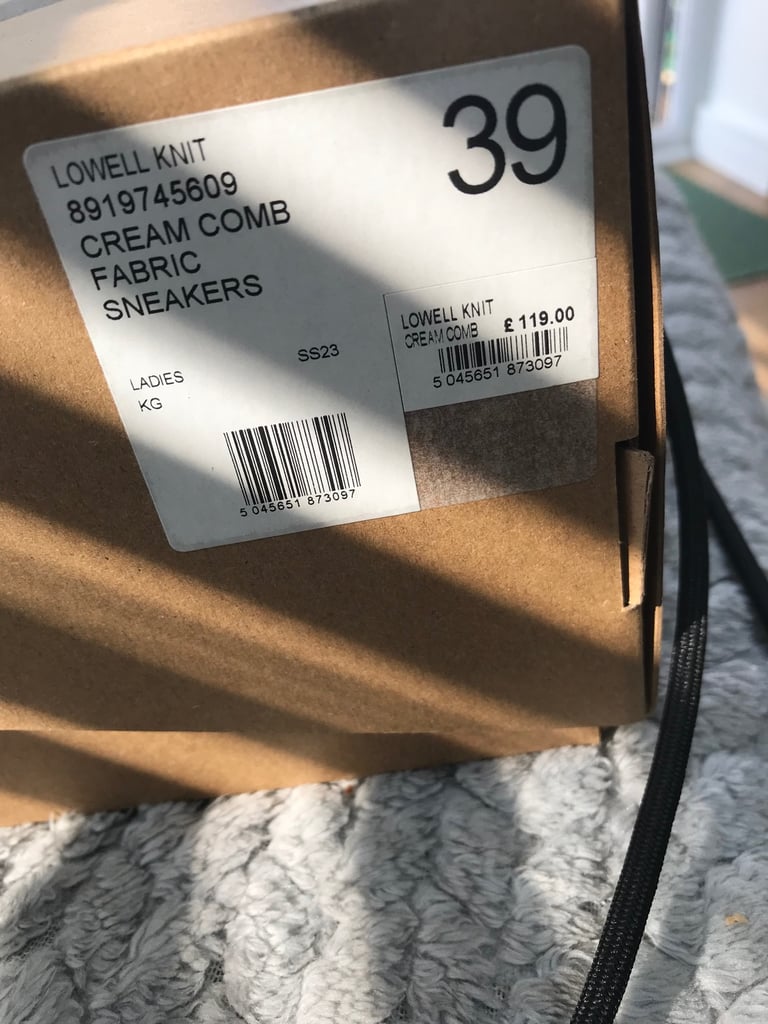 LOWELL KNIT
8919745609
CREAM COMB
FABRIC
SNEAKERS
39
SS23
LADIES
KG
5 045651 873097
LOWELL KNIT
CREAM COMB £ 119.00
5 045651 873097